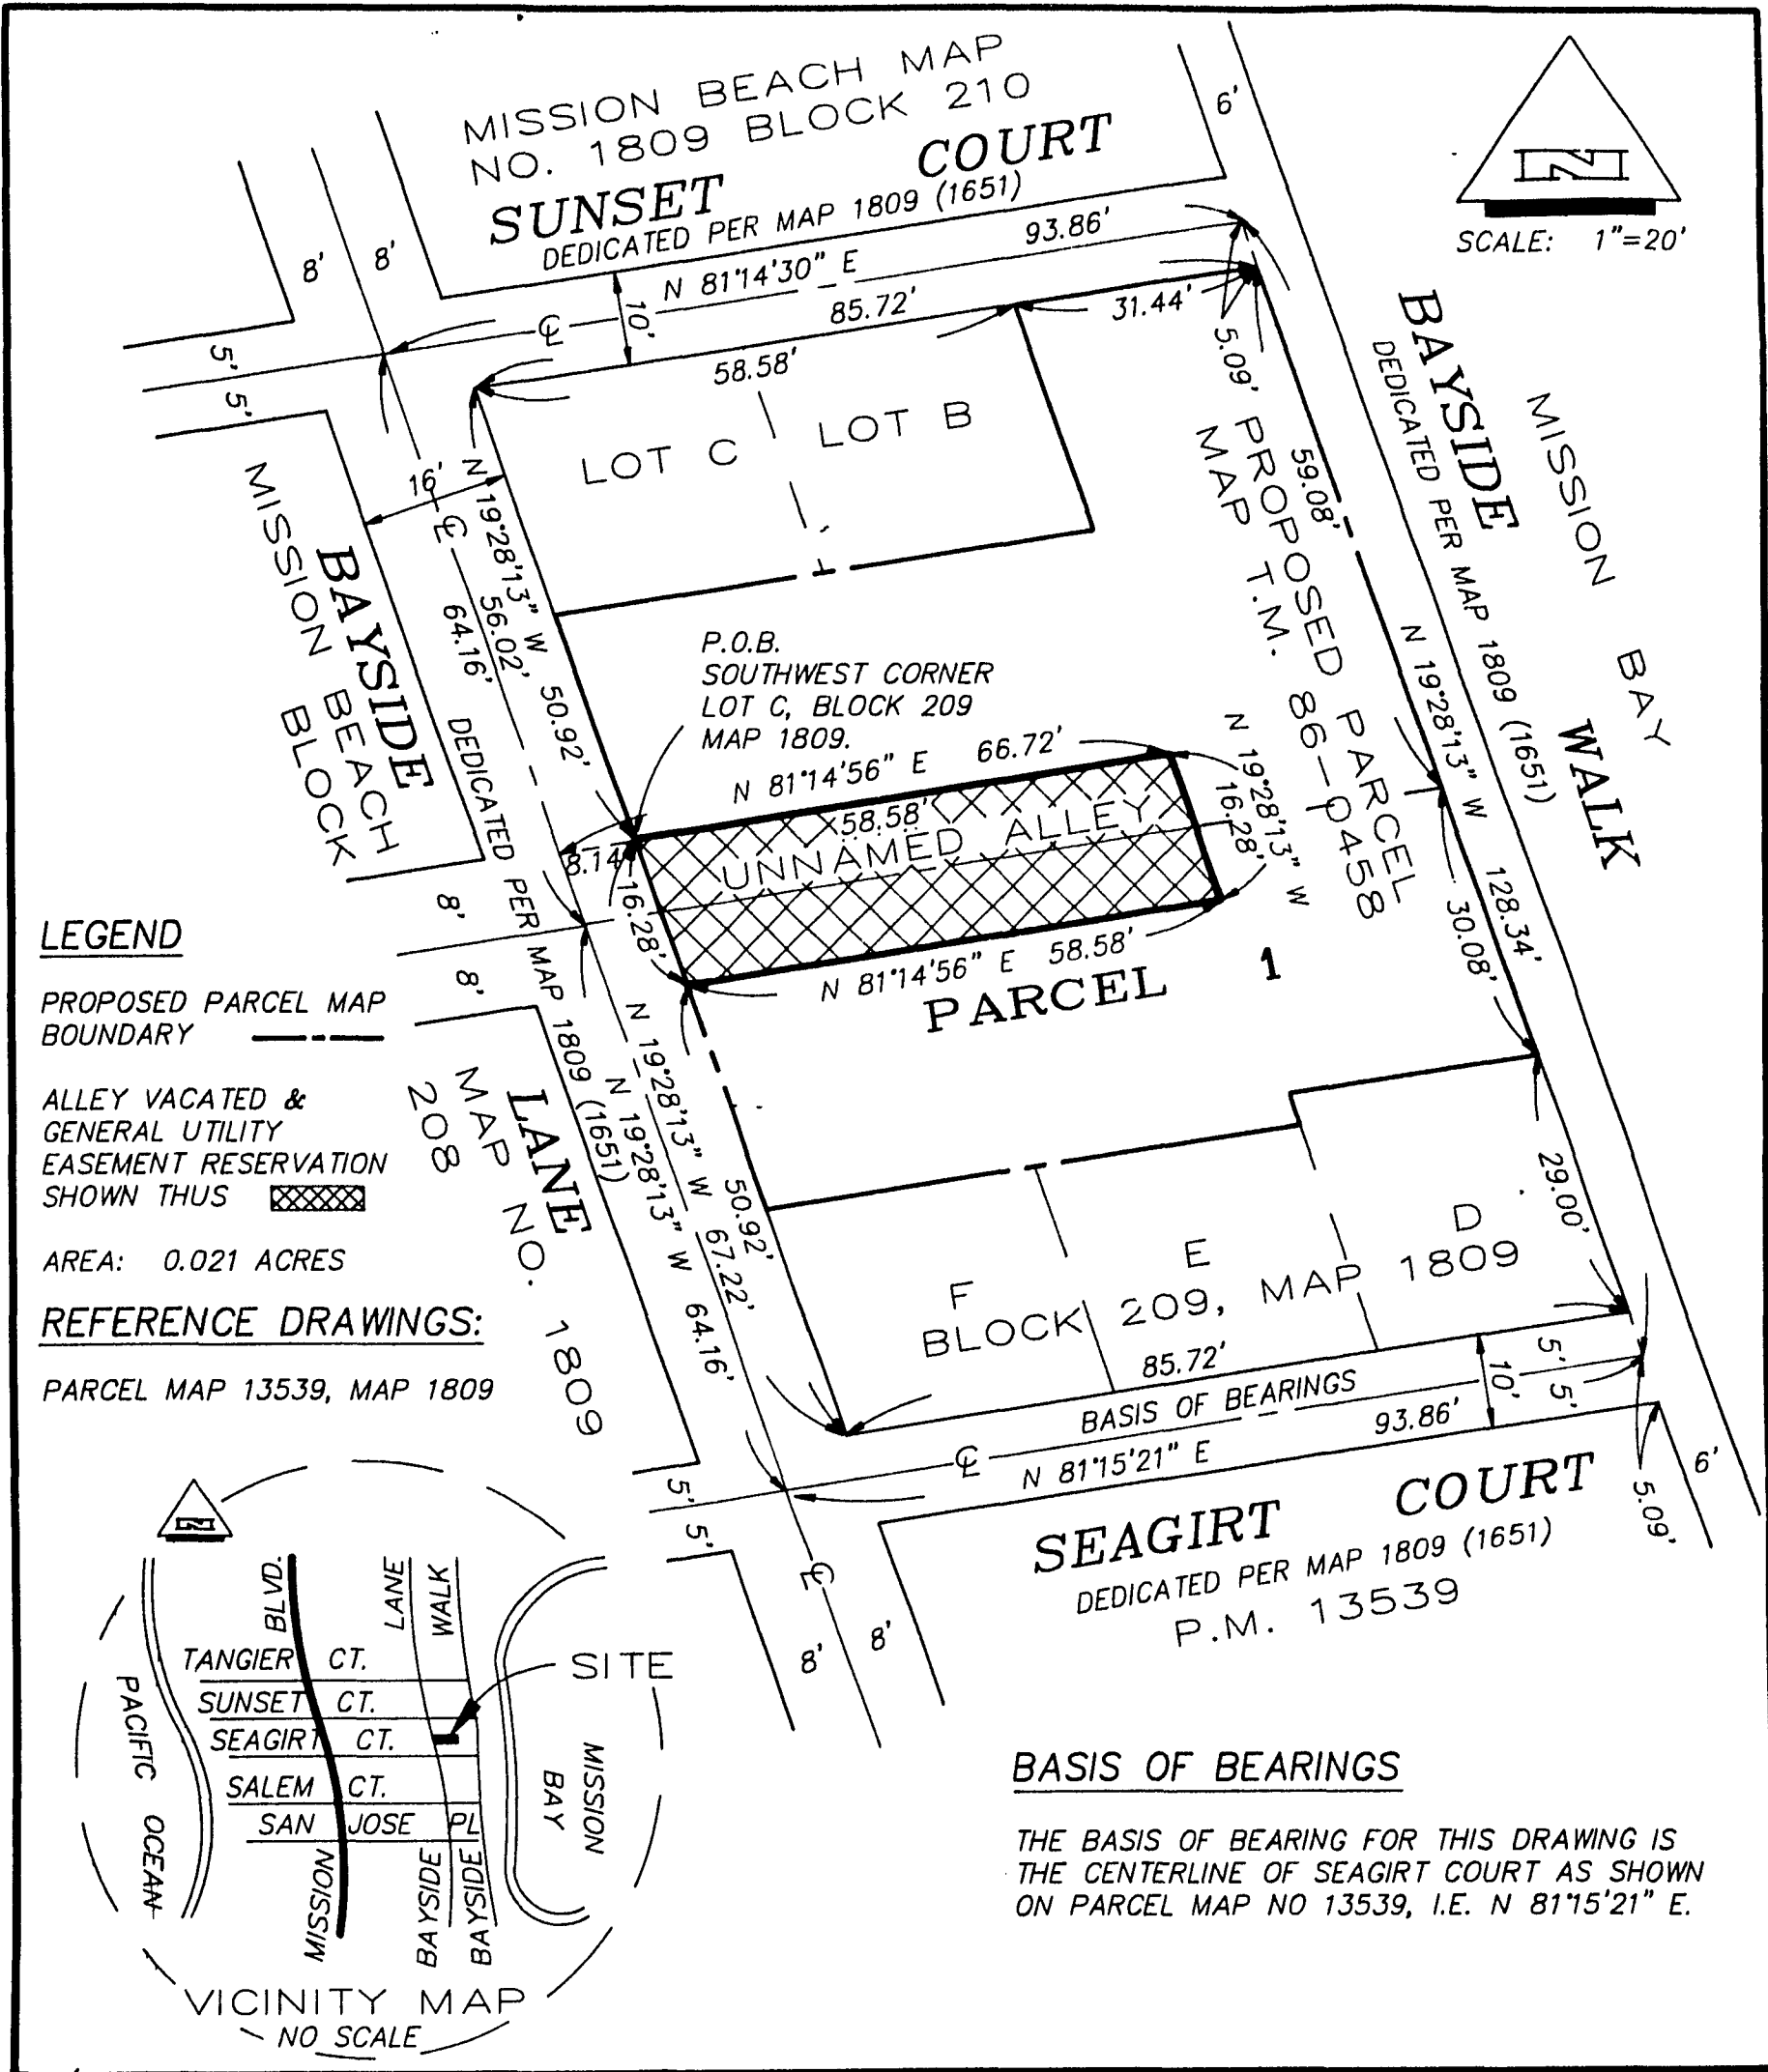 MISSION BEACH MAP
NO. 1809 BLOCK 210
SUNSET COURT
DEDICATED PER MAP 1809 (1651)
N 81°14'30" E
93.86'
85.72'
31.44'
58.58'
10'
6'
8'
8'
5'
5'
℄
N
SCALE: 1"=20'
LOT C
LOT B
5.09'
PROPOSED PARCEL
MAP T.M. 86-0458
59.08'
BAYSIDE WALK
DEDICATED PER MAP 1809 (1651)
MISSION BAY
N 19°28'13" W 128.34'
30.08'
29.00'
16'
℄
N 19°28'13" W
56.02'
64.16'
50.92'
BAYSIDE LANE
DEDICATED PER MAP 1809 (1651)
MISSION BEACH MAP NO. 1809
BLOCK 208
P.O.B.
SOUTHWEST CORNER
LOT C, BLOCK 209
MAP 1809.
N 81°14'56" E 66.72'
58.58'
UNNAMED ALLEY
8.14'
16.28'
N 19°28'13" W
16.28'
N 81°14'56" E 58.58'
PARCEL 1
8'
8'
N 19°28'13" W 67.22'
N 19°28'13" W 64.16'
50.92'
F
E
D
BLOCK 209, MAP 1809
85.72'
BASIS OF BEARINGS
93.86'
℄
N 81°15'21" E
10'
5'
5'
5.09'
6'
5'
5'
℄
8'
8'
SEAGIRT COURT
DEDICATED PER MAP 1809 (1651)
P.M. 13539
LEGEND
PROPOSED PARCEL MAP
BOUNDARY
ALLEY VACATED &
GENERAL UTILITY
EASEMENT RESERVATION
SHOWN THUS
AREA: 0.021 ACRES
REFERENCE DRAWINGS:
PARCEL MAP 13539, MAP 1809
N
BLVD.
LANE
WALK
TANGIER CT.
SUNSET CT.
SEAGIRT CT.
SALEM CT.
SAN JOSE PL
SITE
PACIFIC OCEAN
MISSION
BAYSIDE
BAYSIDE
MISSION
BAY
VICINITY MAP
NO SCALE
BASIS OF BEARINGS
THE BASIS OF BEARING FOR THIS DRAWING IS
THE CENTERLINE OF SEAGIRT COURT AS SHOWN
ON PARCEL MAP NO 13539, I.E. N 81°15'21" E.